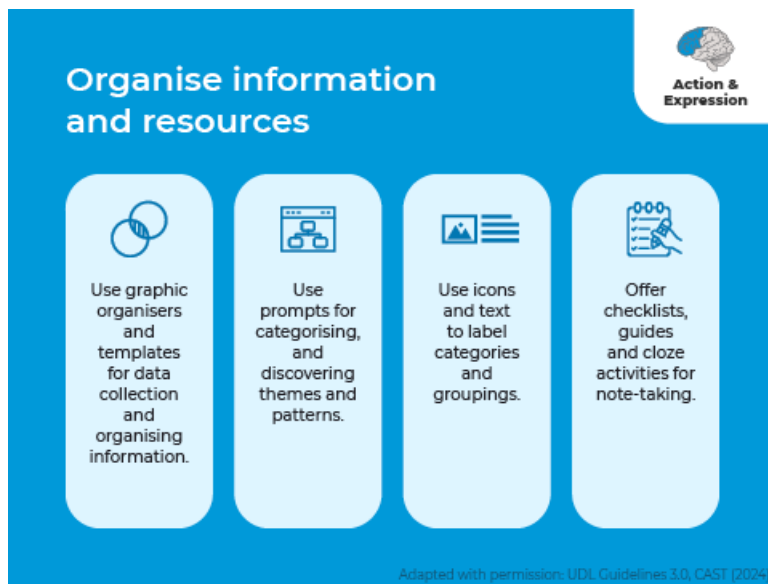 Organise information
and resources
Action &
Expression
Use graphic
organisers
and
templates
for data
collection
and
organising
information.
Use
prompts for
categorising,
and
discovering
themes and
patterns.
Use icons
and text
to label
categories
and
groupings.
Offer
checklists,
guides
and cloze
activities for
note-taking.
Adapted with permission: UDL Guidelines 3.0, CAST (2024)